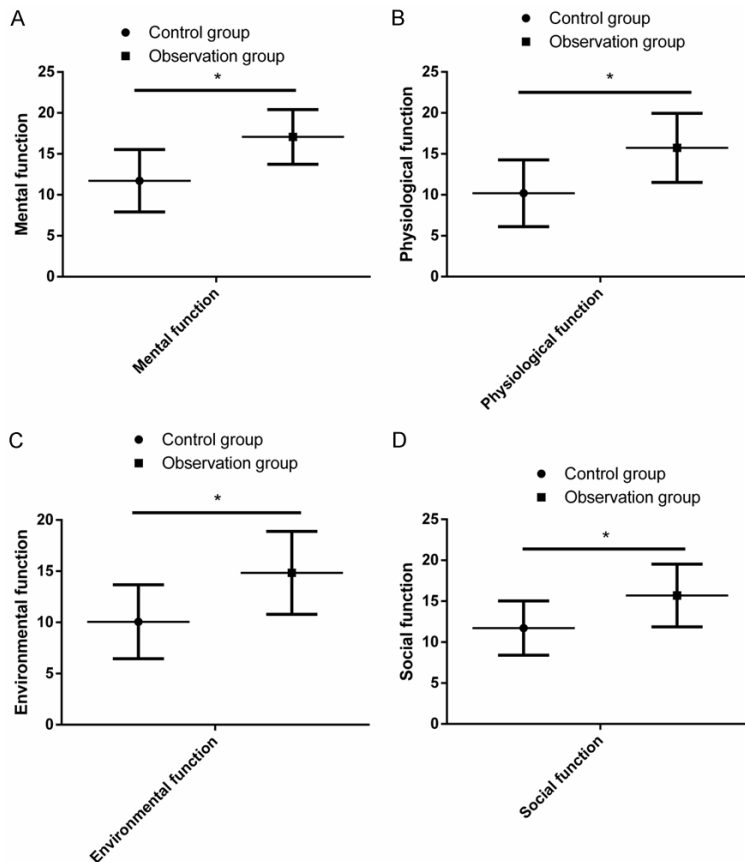 A
Control group
Observation group
*
25
20
15
10
5
0
Mental function
Mental function
B
Control group
Observation group
*
25
20
15
10
5
0
Physiological function
Physiological function
C
Control group
Observation group
*
20
15
10
5
0
Environmental function
Environmental function
D
Control group
Observation group
*
25
20
15
10
5
0
Social function
Social function